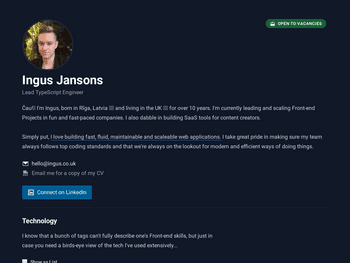 OPEN TO VACANCIES
Ingus Jansons
Lead TypeScript Engineer
Čau!! I'm Ingus, born in Rīga, Latvia and living in the UK for over 10 years. I'm currently leading and scaling Front-end
Projects in fun and fast-paced companies. I also dabble in building SaaS tools for content creators.
Simply put, I love building fast, fluid, maintainable and scaleable web applications. I take great pride in making sure my team
always follows top coding standards and that we're always on the lookout for modern and efficient ways of doing things.
hello@ingus.co.uk
Email me for a copy of my CV
Connect on LinkedIn
Technology
I know that a bunch of tags can't fully describe one's Front-end skills, but just in
case you need a birds-eye view of the tech I've used extensively...
Show as List